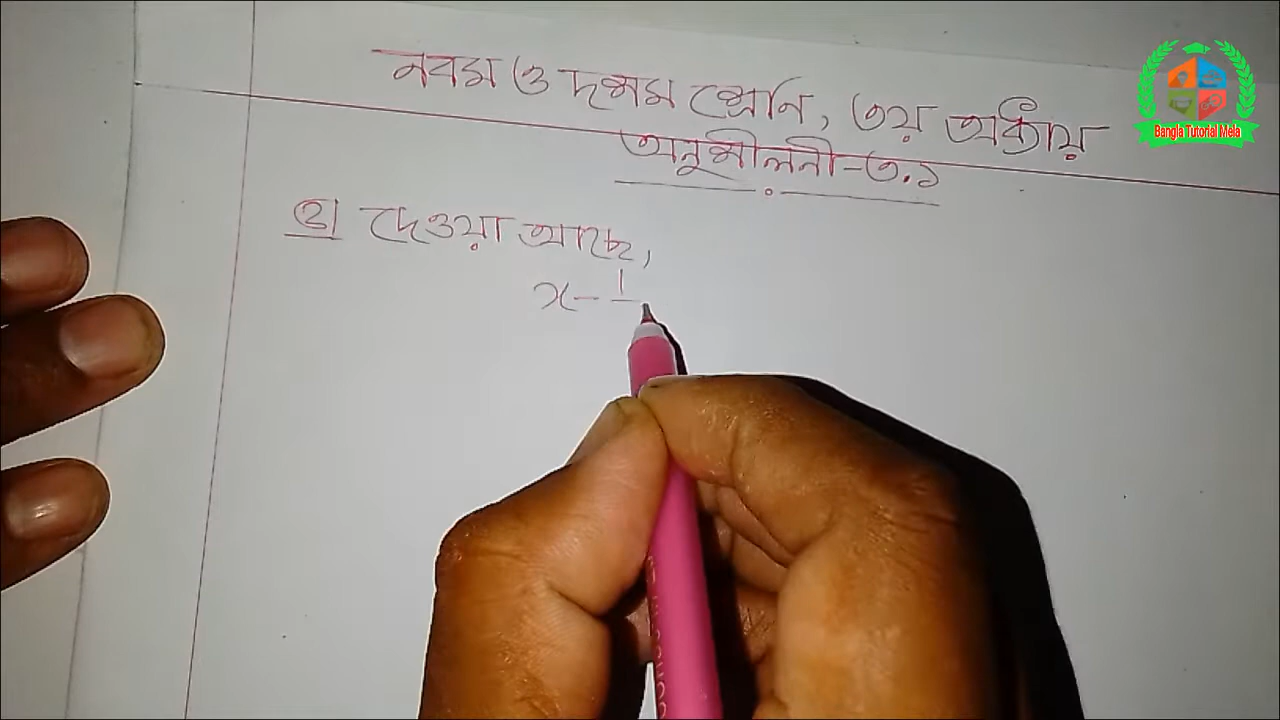 নবম ও দশম শ্রেনি, ৩য় অধ্যায়
অনুশীলনী-৩.১
৩। দেওয়া আছে,
x - 1
Bangla Tutorial Mela